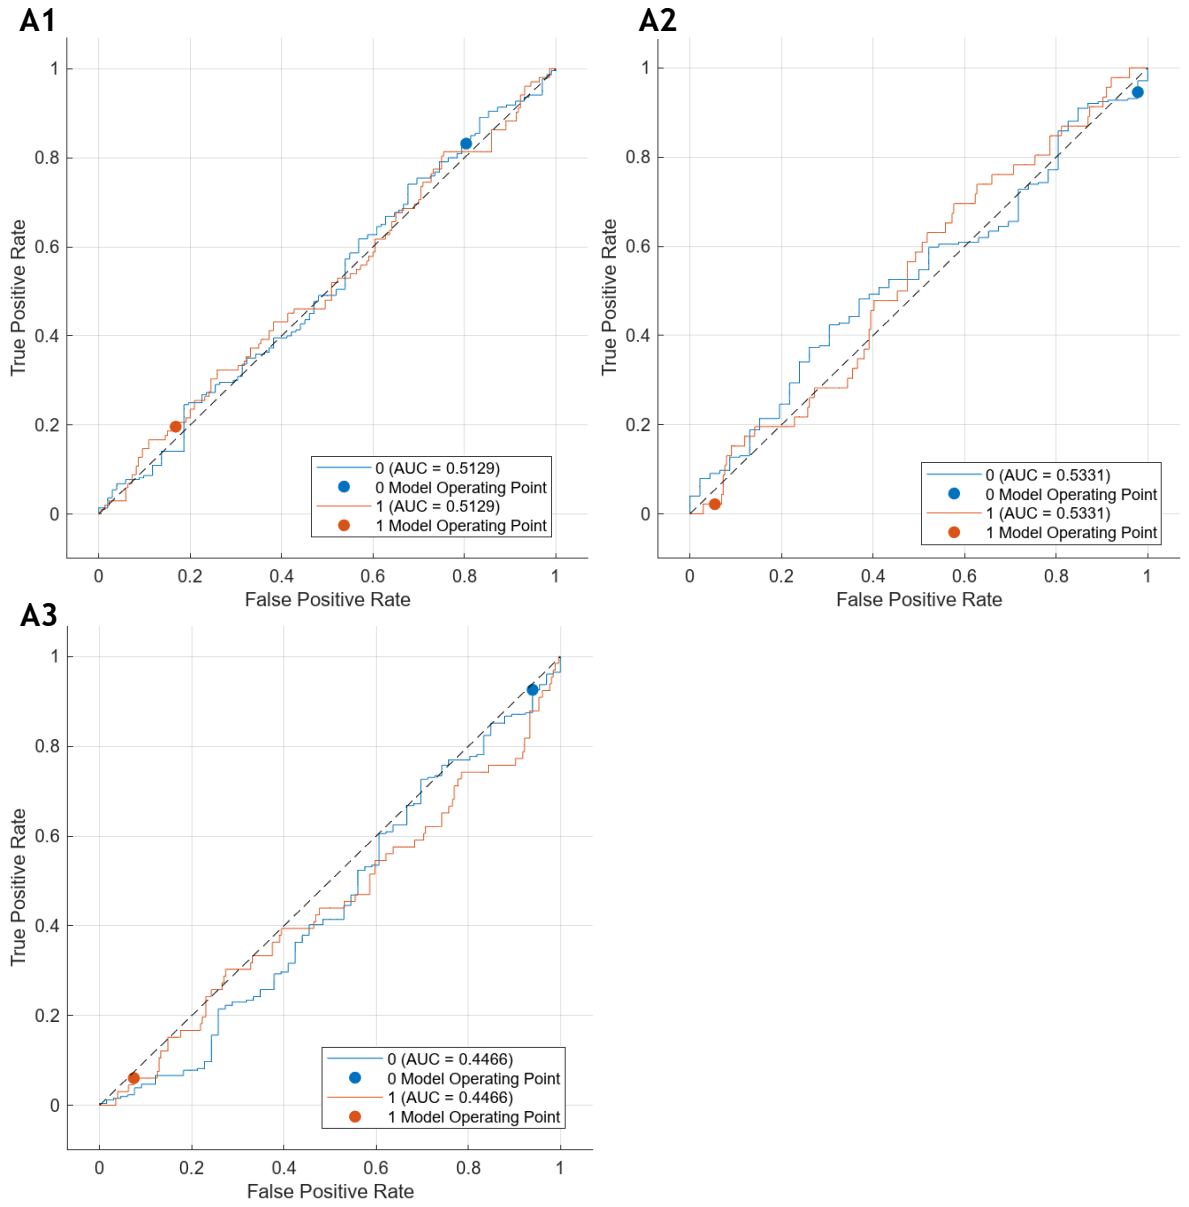 A1
1
0.8
0.6
0.4
0.2
0
True Positive Rate
0 (AUC = 0.5129)
0 Model Operating Point
1 (AUC = 0.5129)
1 Model Operating Point
0 0.2 0.4 0.6 0.8 1
False Positive Rate
A2
1
0.8
0.6
0.4
0.2
0
True Positive Rate
0 (AUC = 0.5331)
0 Model Operating Point
1 (AUC = 0.5331)
1 Model Operating Point
0 0.2 0.4 0.6 0.8 1
False Positive Rate
A3
1
0.8
0.6
0.4
0.2
0
True Positive Rate
0 (AUC = 0.4466)
0 Model Operating Point
1 (AUC = 0.4466)
1 Model Operating Point
0 0.2 0.4 0.6 0.8 1
False Positive Rate